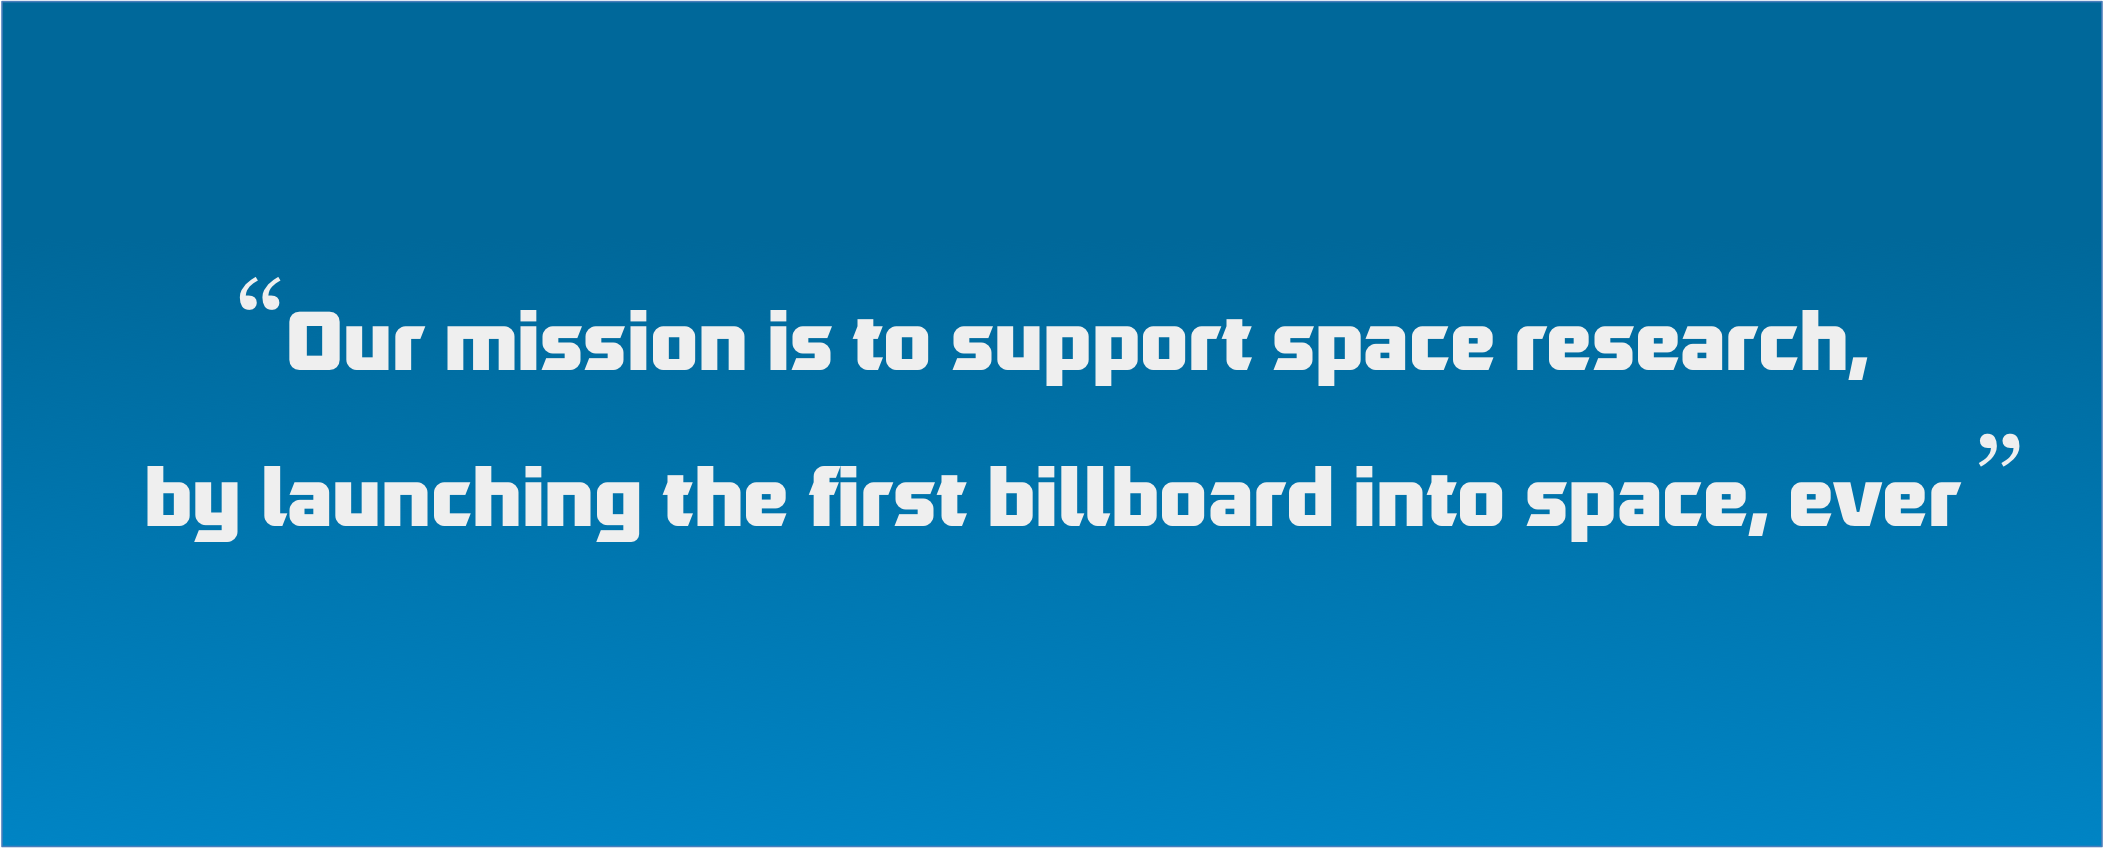 “Our mission is to support space research,
by launching the first billboard into space, ever”